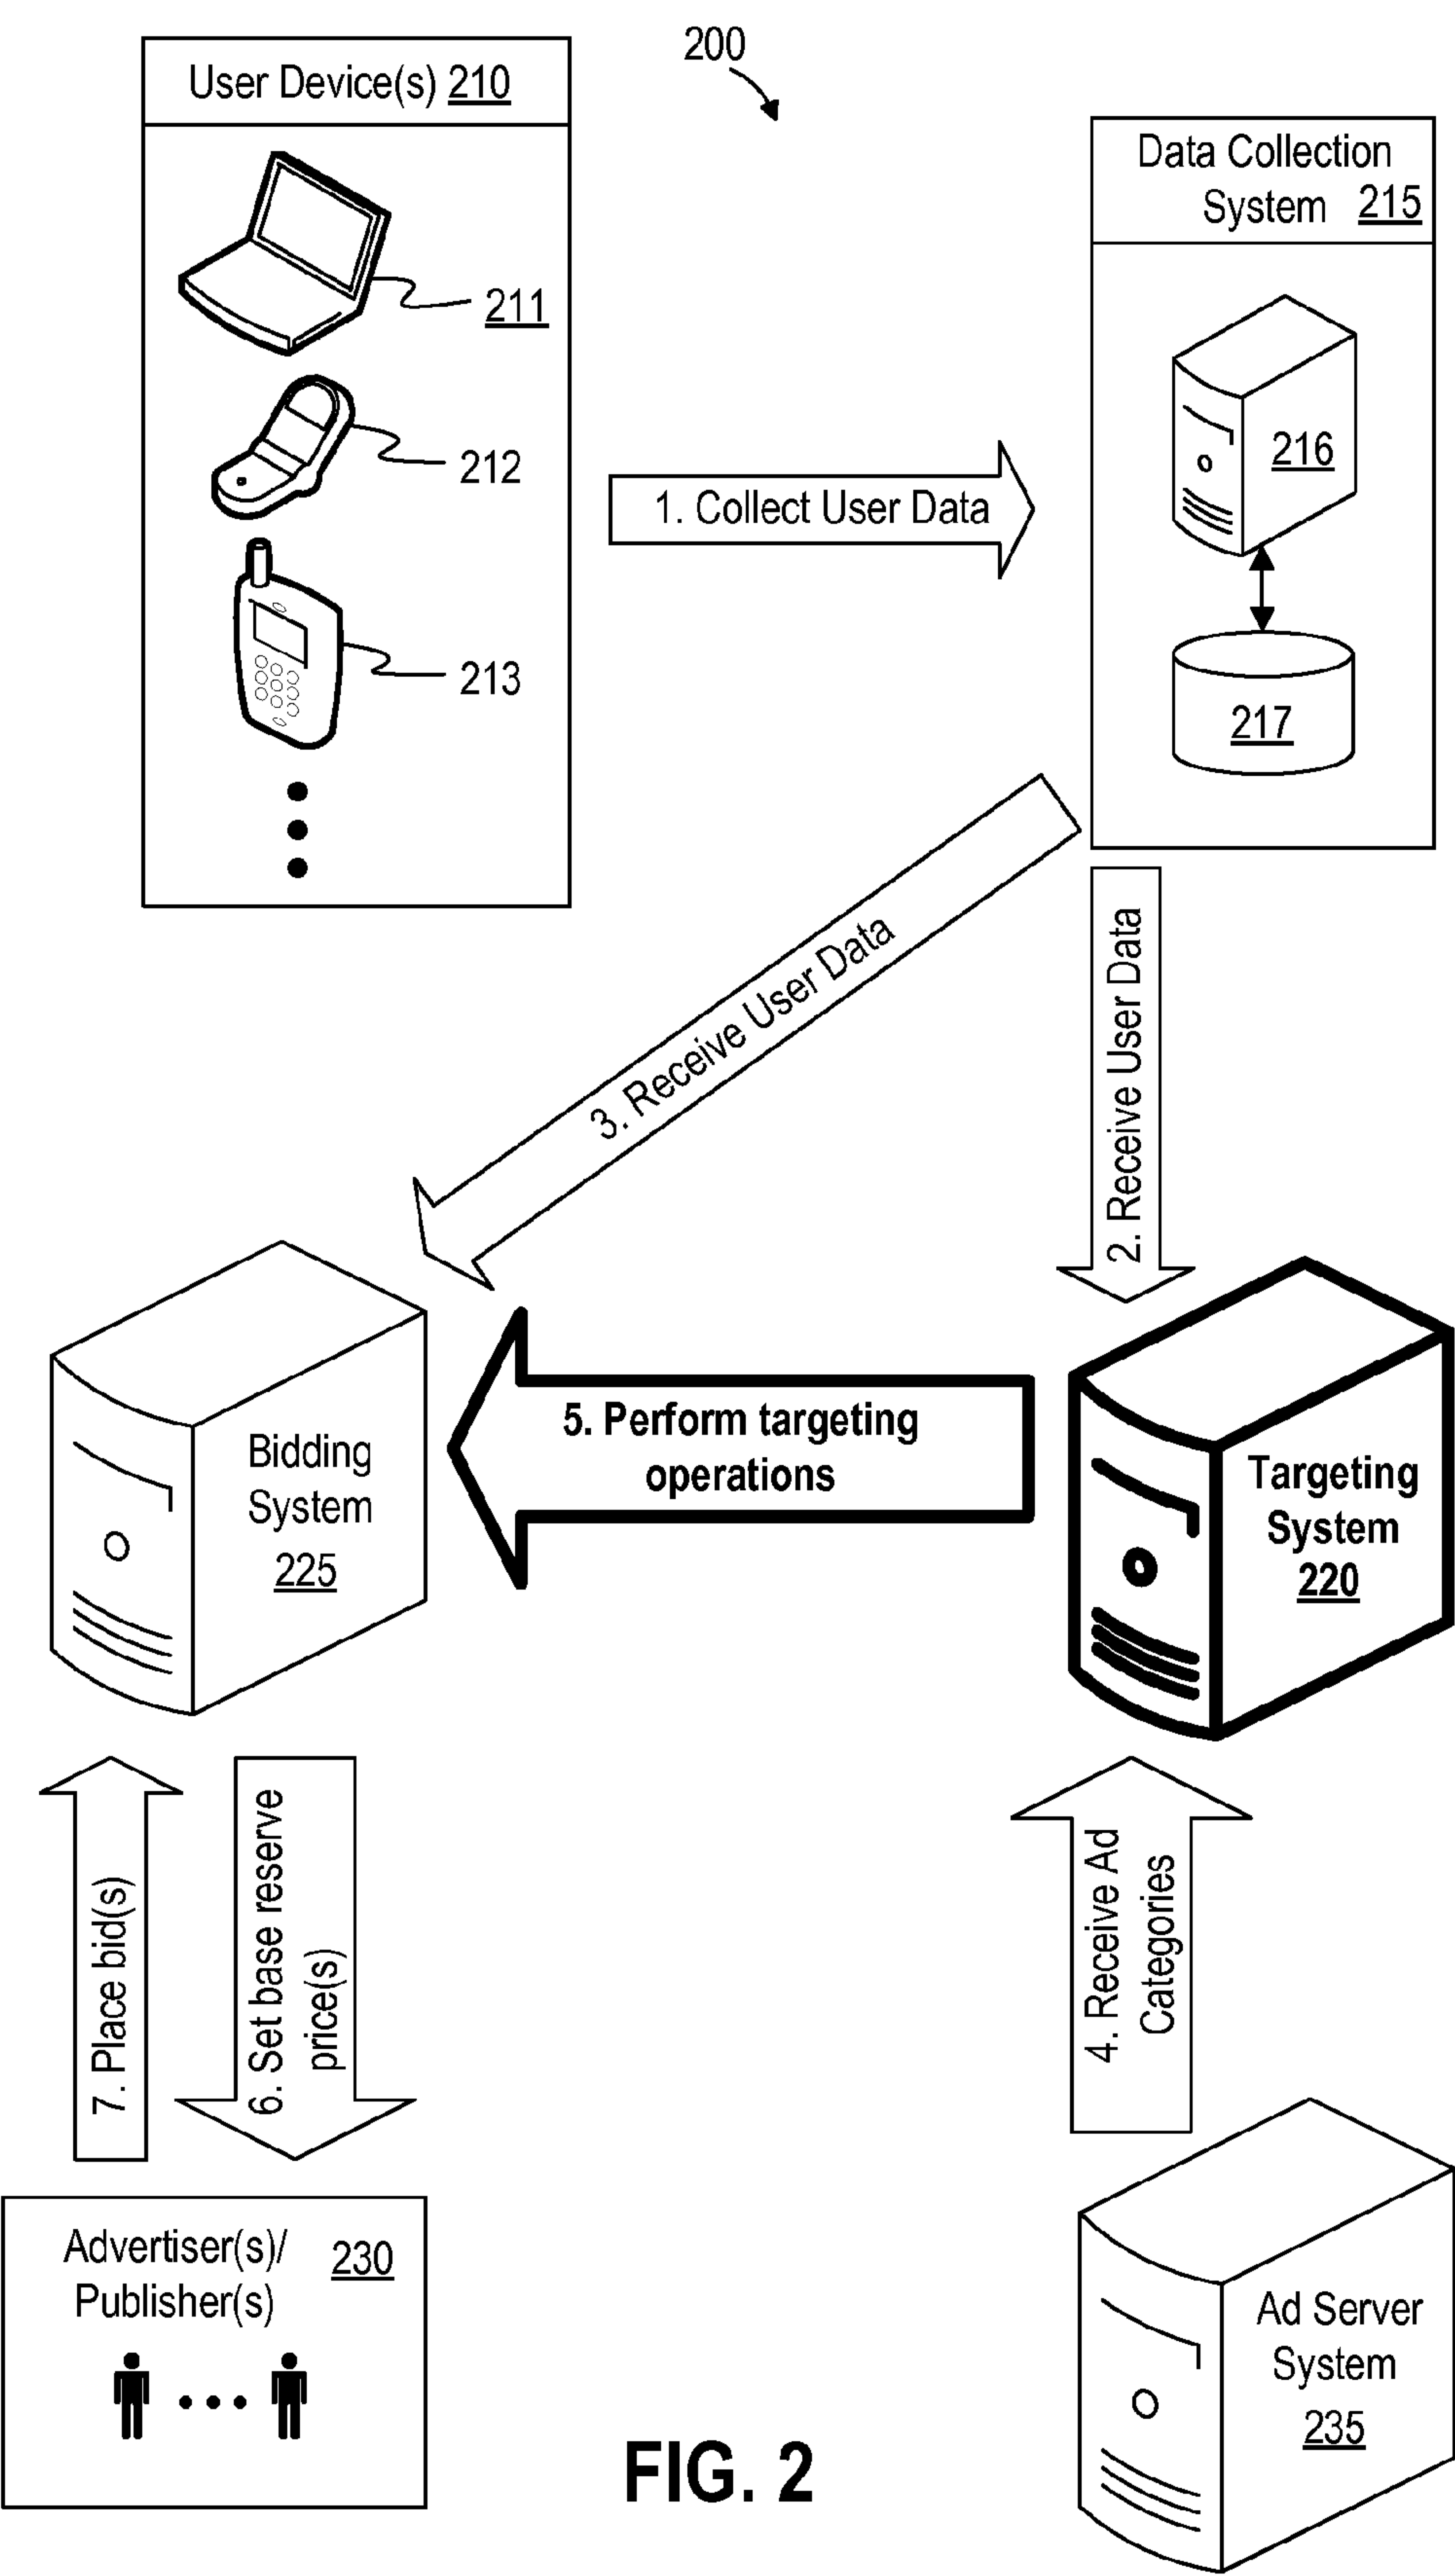 200
User Device(s) 210
211
212
213
1. Collect User Data
Data Collection
System 215
216
217
3. Receive User Data
2. Receive User Data
Bidding
System
225
5. Perform targeting
operations
Targeting
System
220
7. Place bid(s)
6. Set base reserve
price(s)
4. Receive Ad
Categories
Advertiser(s)/
Publisher(s)
230
Ad Server
System
235
FIG. 2